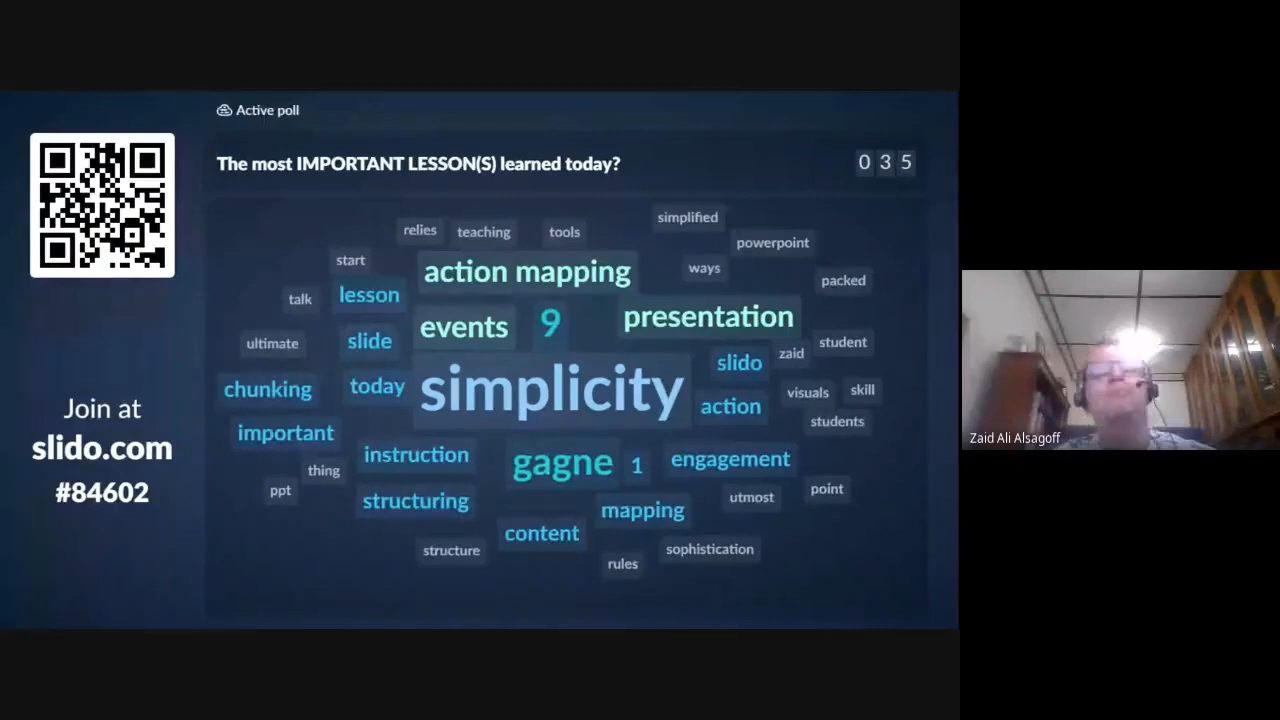 Active poll
The most IMPORTANT LESSON(S) learned today?
0 3 5
Join at
slido.com
#84602
simplified
relies teaching tools
powerpoint
start action mapping ways
packed
talk lesson
events 9 presentation
ultimate slide student
slido zaid
chunking today simplicity visuals skill
action
important students
instruction gagne 1 engagement
thing
ppt structuring utmost point
mapping
content
structure sophistication
rules
Zaid Ali Alsagoff